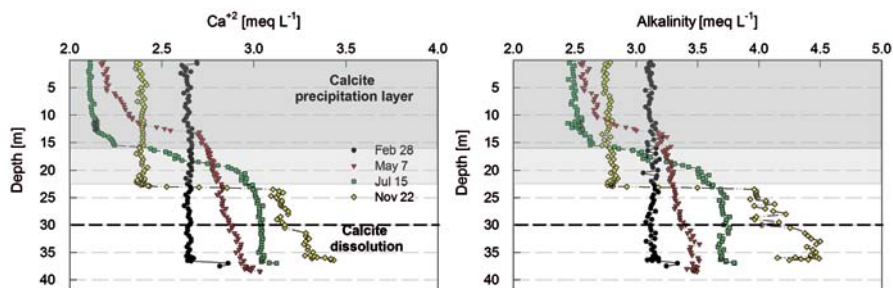 Ca+2 [meq L-1]
2.0 2.5 3.0 3.5 4.0
Depth [m]
5
10
15
20
25
30
35
40
Calcite
precipitation layer
Feb 28
May 7
Jul 15
Nov 22
Calcite
dissolution
Alkalinity [meq L-1]
2.0 2.5 3.0 3.5 4.0 4.5 5.0
Depth [m]
5
10
15
20
25
30
35
40